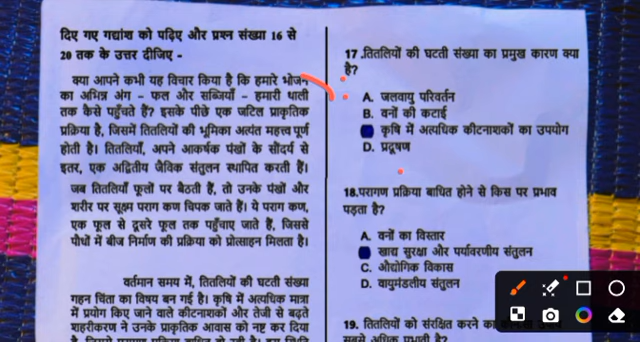 दिए गए गद्यांश को पढ़िए और प्रश्न संख्या 16 से
20 तक के उत्तर दीजिए -
क्या आपने कभी यह विचार किया है कि हमारे भोजन
का अभिन्न अंग - फल और सब्जियाँ - हमारी थाली
तक कैसे पहुँचते हैं? इसके पीछे एक जटिल प्राकृतिक
प्रक्रिया है, जिसमें तितलियों की भूमिका अत्यंत महत्त्व पूर्ण
होती है। तितलियाँ, अपने आकर्षक पंखों के सौंदर्य से
इतर, एक अद्वितीय जैविक संतुलन स्थापित करती हैं।
जब तितलियाँ फूलों पर बैठती हैं, तो उनके पंखों और
शरीर पर सूक्ष्म पराग कण चिपक जाते हैं। ये पराग कण,
एक फूल से दूसरे फूल तक पहुँचाए जाते हैं, जिससे
पौधों में बीज निर्माण की प्रक्रिया को प्रोत्साहन मिलता है।
वर्तमान समय में, तितलियों की घटती संख्या
गहन चिंता का विषय बन गई है। कृषि में अत्यधिक मात्रा
में प्रयोग किए जाने वाले कीटनाशकों और तेजी से बढ़ते
शहरीकरण ने उनके प्राकृतिक आवास को नष्ट कर दिया
17 .तितलियों की घटती संख्या का प्रमुख कारण क्या
है?
A. जलवायु परिवर्तन
B. वनों की कटाई
कृषि में अत्यधिक कीटनाशकों का उपयोग
D. प्रदूषण
18.परागण प्रक्रिया बाधित होने से किस पर प्रभाव
पड़ता है?
A. वनों का विस्तार
खाद्य सुरक्षा और पर्यावरणीय संतुलन
C. औद्योगिक विकास
D. वायुमंडलीय संतुलन
19. तितलियों को संरक्षित करने का
सबसे अधिक प्रभावी है?